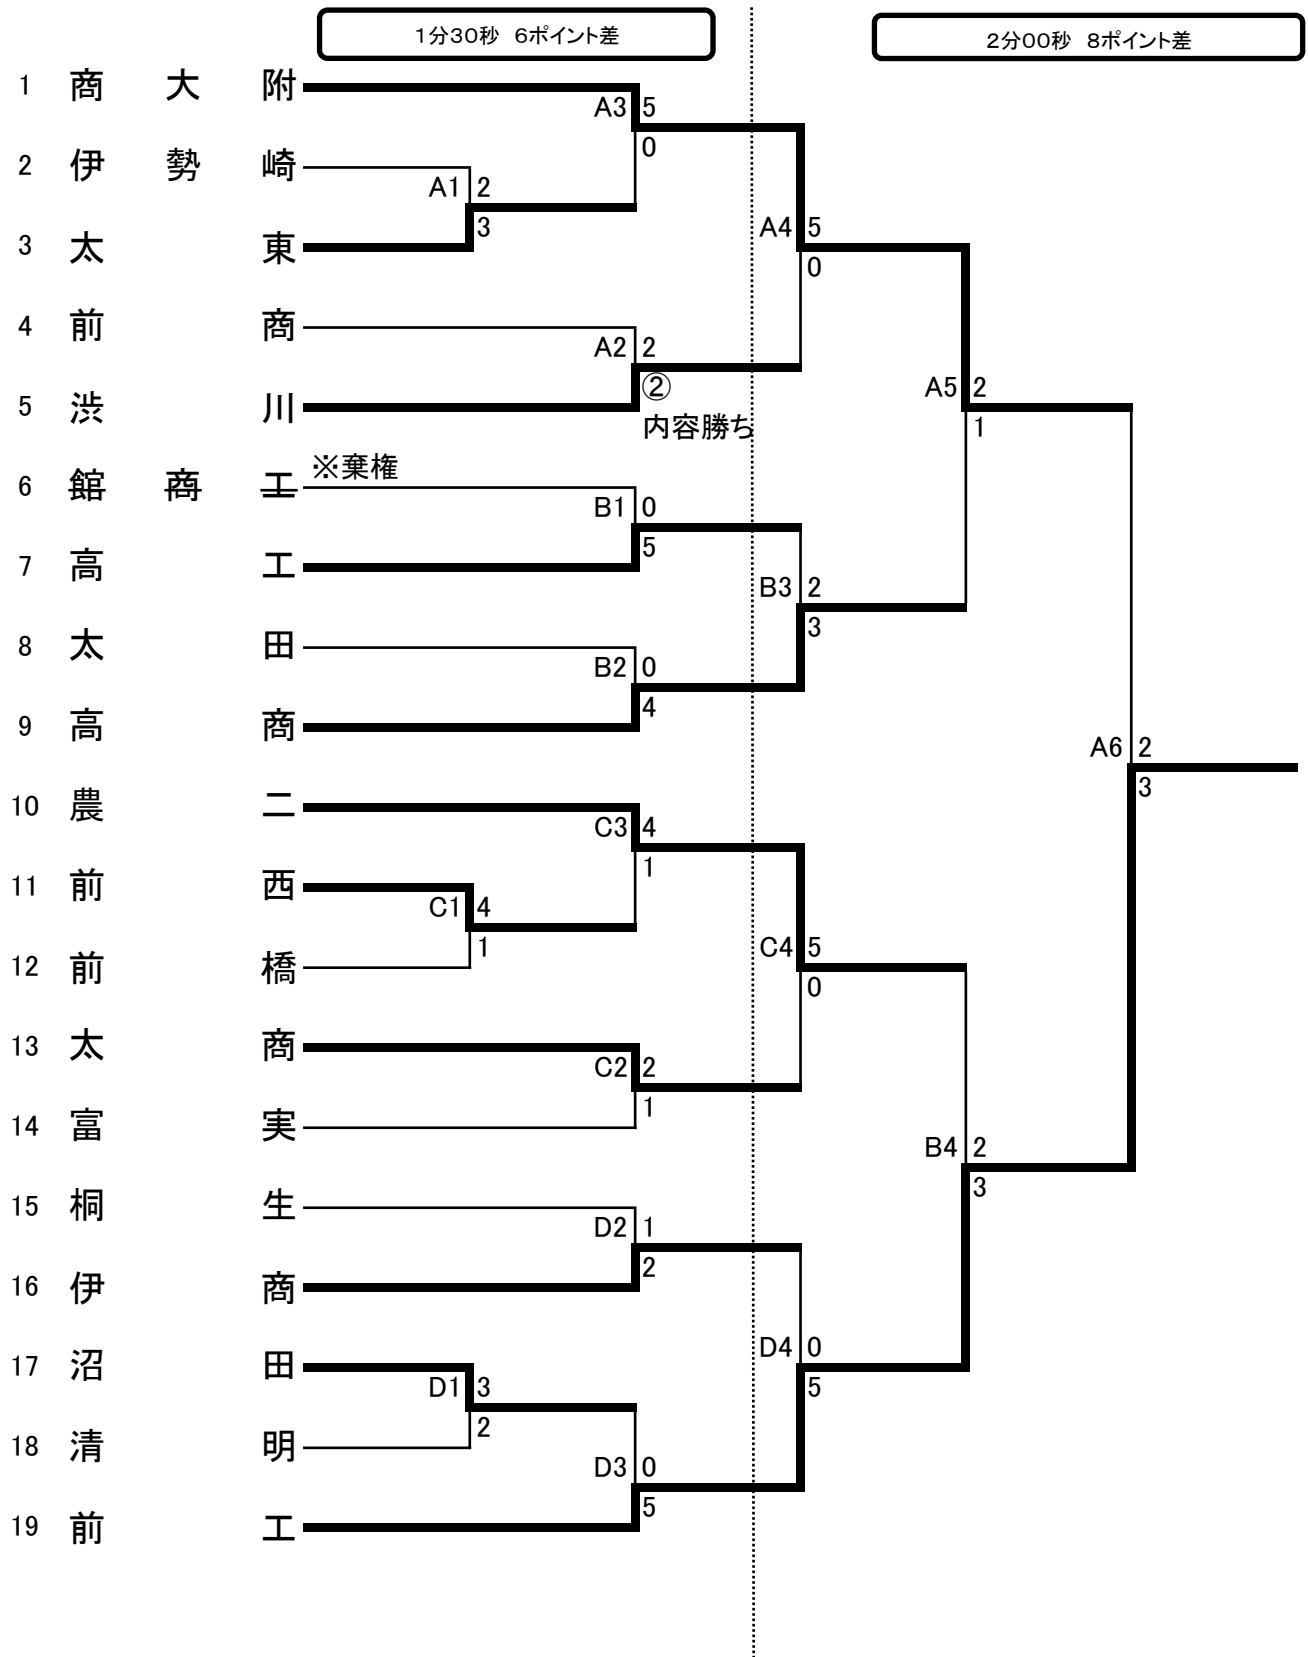 1分30秒 6ポイント差
2分00秒 8ポイント差
1 商大附
A3 5
0
2 伊勢崎
A1 2
3
3 太東
A4 5
0
4 前商
A2 2
②
内容勝ち
5 渋川
A5 2
1
6 館商工 ※棄権
B1 0
5
7 高工
B3 2
3
8 太田
B2 0
4
9 高商
A6 2
3
10 農二
C3 4
1
11 前西
C1 4
1
12 前橋
C4 5
0
13 太商
C2 2
1
14 富実
B4 2
3
15 桐生
D2 1
2
16 伊商
17 沼田
D4 0
5
D1 3
2
18 清明
D3 0
5
19 前工